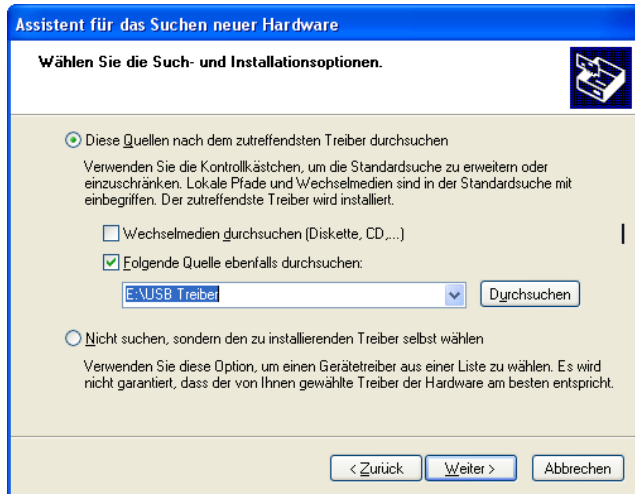 Assistent für das Suchen neuer Hardware
Wählen Sie die Such- und Installationsoptionen.
Diese Quellen nach dem zutreffendsten Treiber durchsuchen
Verwenden Sie die Kontrollkästchen, um die Standardsuche zu erweitern oder
einzuschränken. Lokale Pfade und Wechselmedien sind in der Standardsuche mit
einbegriffen. Der zutreffendste Treiber wird installiert.
Wechselmedien durchsuchen (Diskette, CD,...)
Folgende Quelle ebenfalls durchsuchen:
E:\USB Treiber
Durchsuchen
Nicht suchen, sondern den zu installierenden Treiber selbst wählen
Verwenden Sie diese Option, um einen Gerätetreiber aus einer Liste zu wählen. Es wird
nicht garantiert, dass der von Ihnen gewählte Treiber der Hardware am besten entspricht.
< Zurück Weiter > Abbrechen